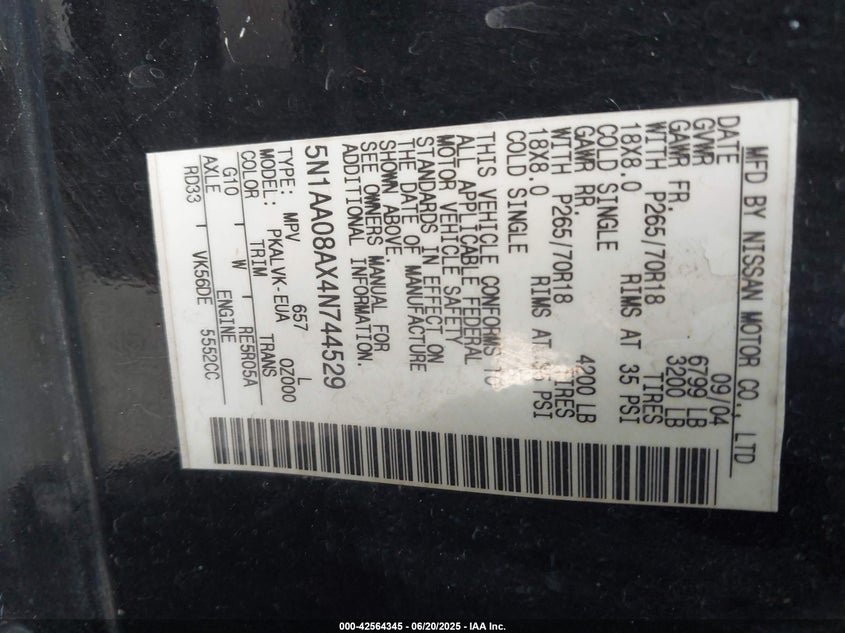 MFD BY NISSAN MOTOR CO., LTD
DATE 09/04
GVWR 6799 LB
GAWR FR. 3200 LB
WITH P265/70R18 TIRES
18X8.0 RIMS AT 35 PSI
COLD SINGLE
GAWR RR. 4200 LB
WITH P265/70R18 TIRES
18X8.0 RIMS AT PSI
COLD SINGLE
THIS VEHICLE CONFORMS TO
ALL APPLICABLE FEDERAL
MOTOR VEHICLE SAFETY
STANDARDS IN EFFECT ON
THE DATE OF MANUFACTURE
SHOWN ABOVE.
SEE OWNERS MANUAL FOR
ADDITIONAL INFORMATION.
5N1AA08AX4N744529
TYPE: MPV 657 L
MODEL: PKALVK-EUA 0Z000
COLOR TRIM TRANS
G10 W RE5R05A
AXLE ENGINE
RD33 VK56DE 5552CC
000-42564345 - 06/20/2025 - IAA Inc.